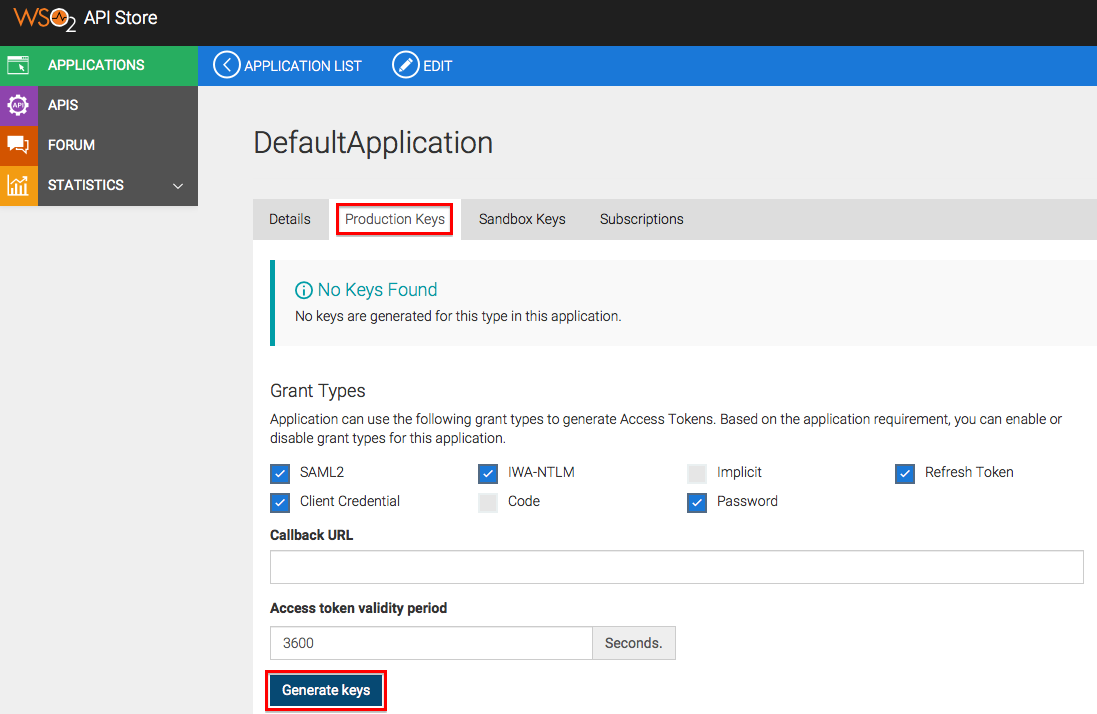 WSO2 API Store
APPLICATIONS
APPLICATION LIST
EDIT
API
APIS
FORUM
STATISTICS
DefaultApplication
Details
Production Keys
Sandbox Keys
Subscriptions
No Keys Found
No keys are generated for this type in this application.
Grant Types
Application can use the following grant types to generate Access Tokens. Based on the application requirement, you can enable or
disable grant types for this application.
SAML2
IWA-NTLM
Implicit
Refresh Token
Client Credential
Code
Password
Callback URL
Access token validity period
3600
Seconds.
Generate keys